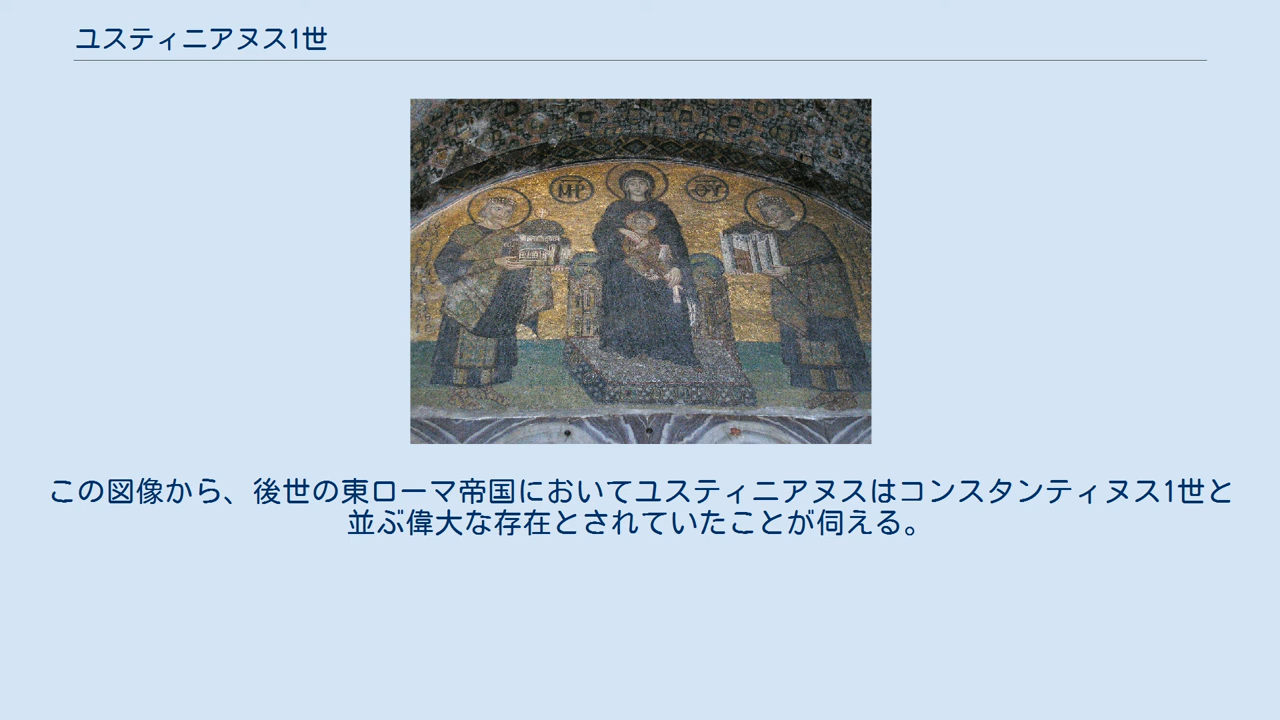 ユスティニアヌス1世
ΜΡ ΘΥ
この図像から、後世の東ローマ帝国においてユスティニアヌスはコンスタンティヌス1世と
並ぶ偉大な存在とされていたことが伺える。